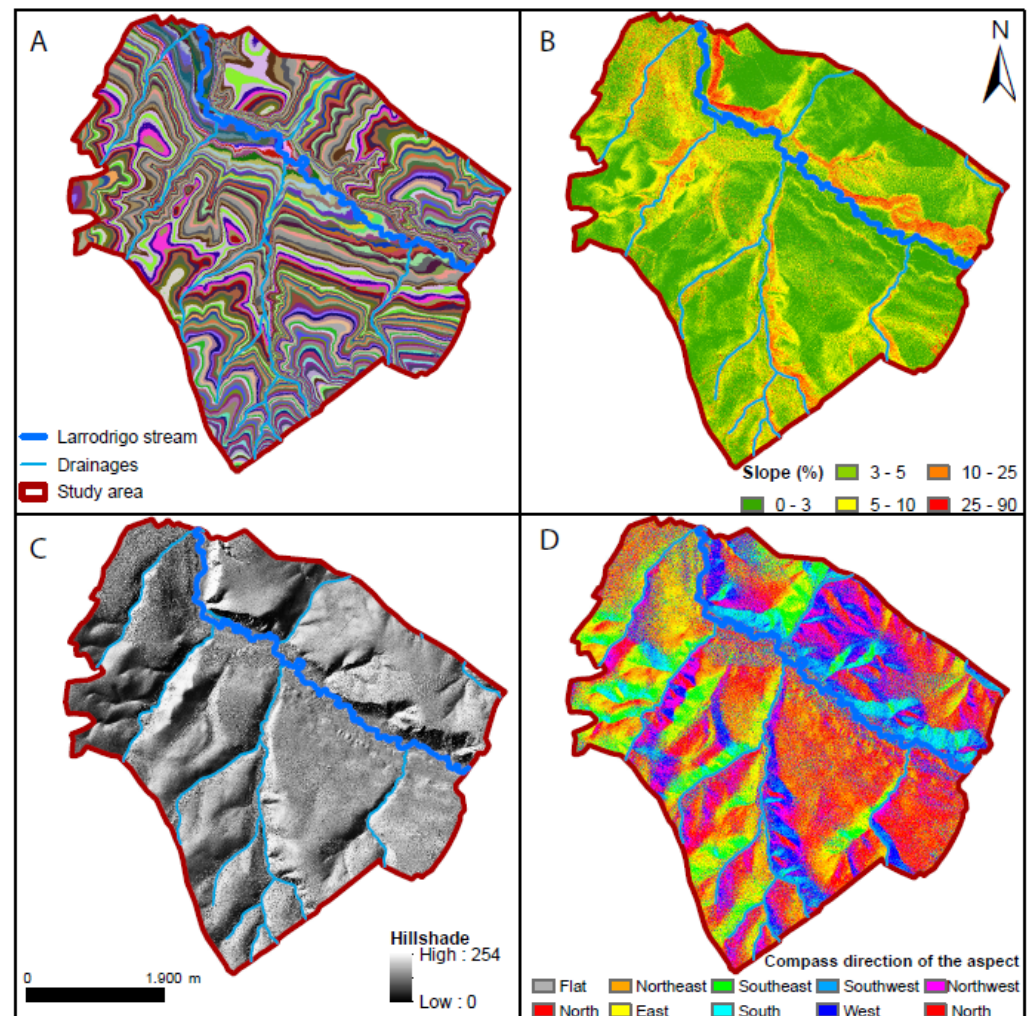 A
B
N
Larrodrigo stream
Drainages
Study area
Slope (%) 3 - 5 10 - 25
0 - 3 5 - 10 25 - 90
C
D
Hillshade
High : 254
Low : 0
0 1.900 m
Compass direction of the aspect
Flat Northeast Southeast Southwest Northwest
North East South West North